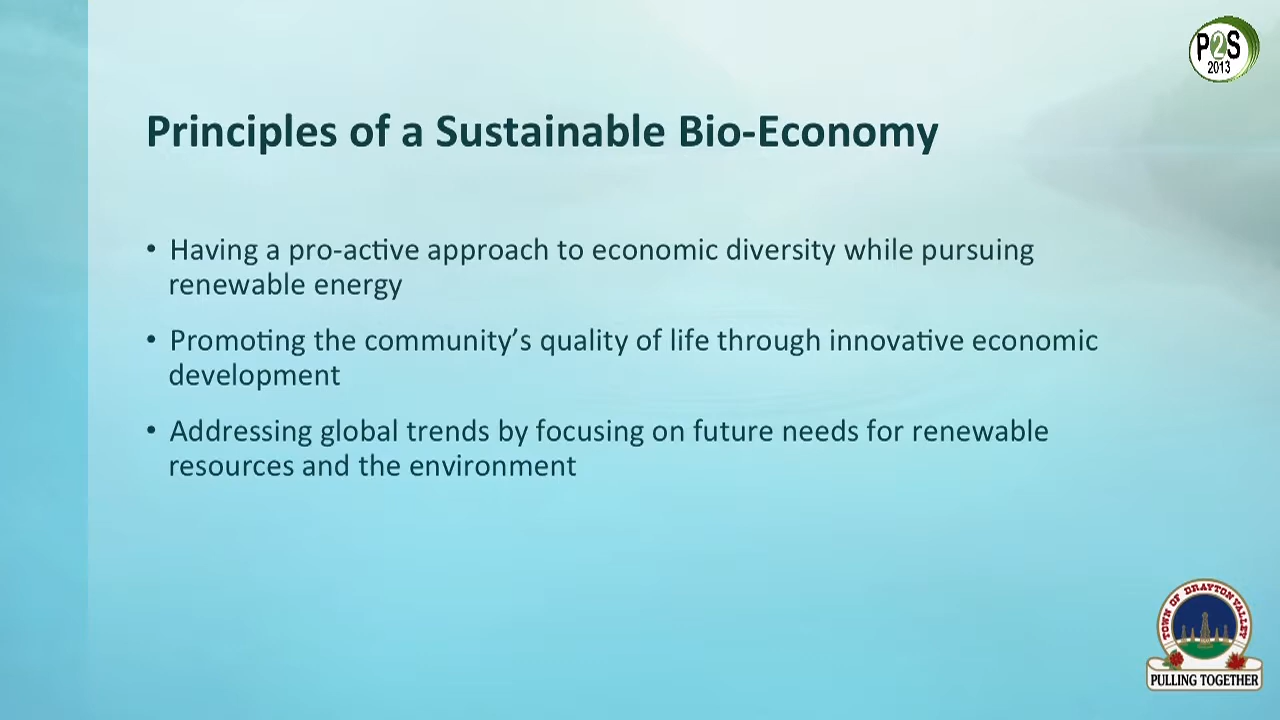 P2S
2013
Principles of a Sustainable Bio-Economy
• Having a pro-active approach to economic diversity while pursuing
renewable energy
• Promoting the community’s quality of life through innovative economic
development
• Addressing global trends by focusing on future needs for renewable
resources and the environment
TOWN OF DRAYTON VALLEY
PULLING TOGETHER